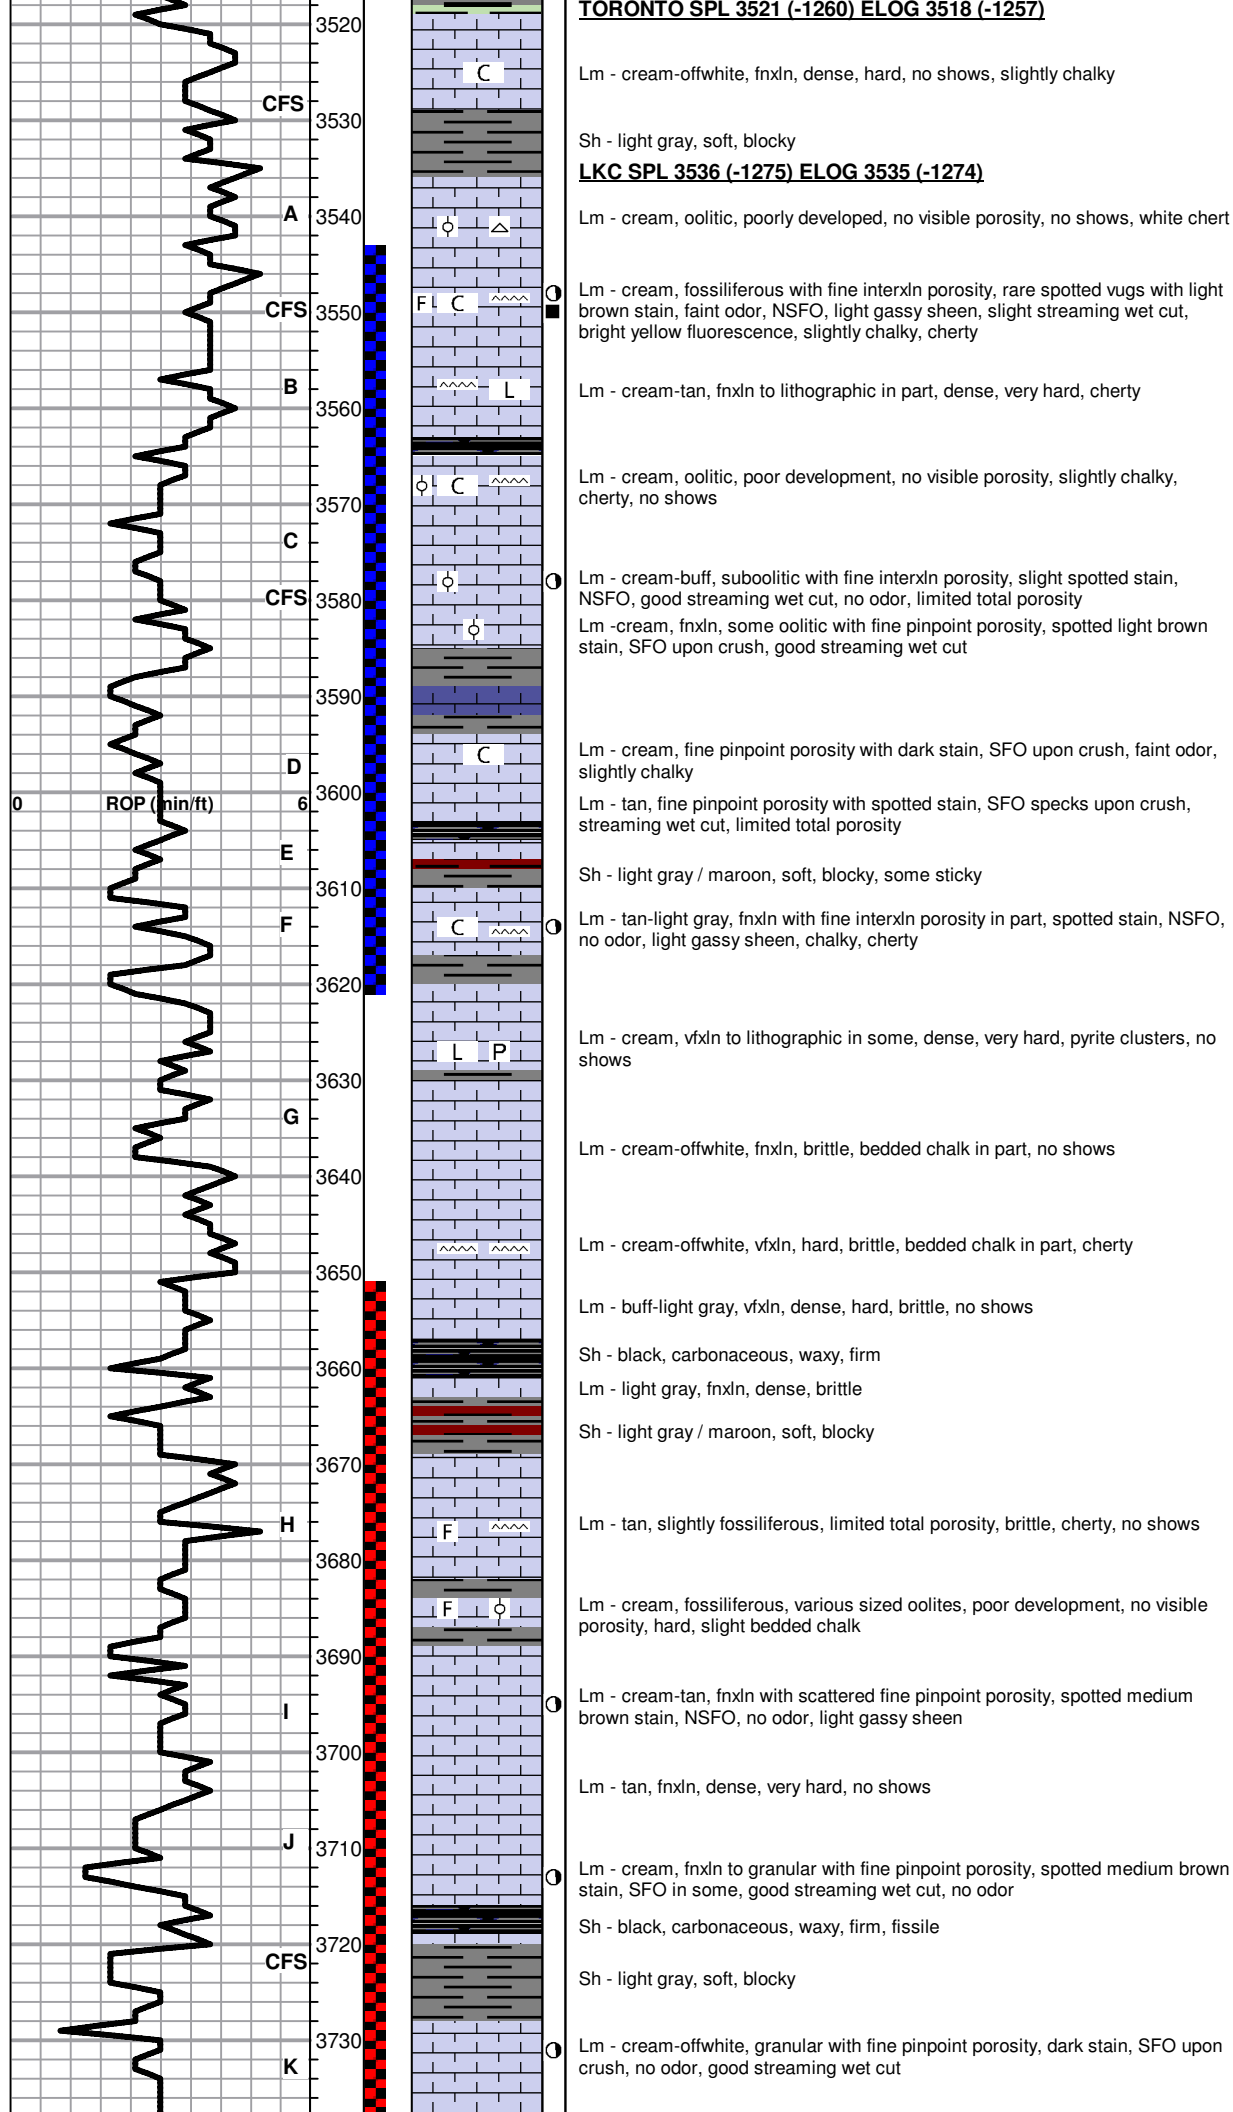 TORONTO SPL 3521 (-1260) ELOG 3518 (-1257)
3520
C
Lm - cream-offwhite, fnxln, dense, hard, no shows, slightly chalky
CFS
3530
Sh - light gray, soft, blocky
LKC SPL 3536 (-1275) ELOG 3535 (-1274)
A
3540
Lm - cream, oolitic, poorly developed, no visible porosity, no shows, white chert
CFS
3550
F C
Lm - cream, fossiliferous with fine interxln porosity, rare spotted vugs with light
brown stain, faint odor, NSFO, light gassy sheen, slight streaming wet cut,
bright yellow fluorescence, slightly chalky, cherty
B
L
Lm - cream-tan, fnxln to lithographic in part, dense, very hard, cherty
3560
C
Lm - cream, oolitic, poor development, no visible porosity, slightly chalky,
cherty, no shows
3570
C
CFS
3580
Lm - cream-buff, suboolitic with fine interxln porosity, slight spotted stain,
NSFO, good streaming wet cut, no odor, limited total porosity
Lm -cream, fnxln, some oolitic with fine pinpoint porosity, spotted light brown
stain, SFO upon crush, good streaming wet cut
3590
C
Lm - cream, fine pinpoint porosity with dark stain, SFO upon crush, faint odor,
slightly chalky
D
3600
0 ROP (min/ft) 6
Lm - tan, fine pinpoint porosity with spotted stain, SFO specks upon crush,
streaming wet cut, limited total porosity
E
Sh - light gray / maroon, soft, blocky, some sticky
3610
F
C
Lm - tan-light gray, fnxln with fine interxln porosity in part, spotted stain, NSFO,
no odor, light gassy sheen, chalky, cherty
3620
L P
Lm - cream, vfxln to lithographic in some, dense, very hard, pyrite clusters, no
shows
3630
G
Lm - cream-offwhite, fnxln, brittle, bedded chalk in part, no shows
3640
Lm - cream-offwhite, vfxln, hard, brittle, bedded chalk in part, cherty
3650
Lm - buff-light gray, vfxln, dense, hard, brittle, no shows
Sh - black, carbonaceous, waxy, firm
3660
Lm - light gray, fnxln, dense, brittle
Sh - light gray / maroon, soft, blocky
3670
H
F
Lm - tan, slightly fossiliferous, limited total porosity, brittle, cherty, no shows
3680
F
Lm - cream, fossiliferous, various sized oolites, poor development, no visible
porosity, hard, slight bedded chalk
3690
I
Lm - cream-tan, fnxln with scattered fine pinpoint porosity, spotted medium
brown stain, NSFO, no odor, light gassy sheen
3700
Lm - tan, fnxln, dense, very hard, no shows
J
3710
Lm - cream, fnxln to granular with fine pinpoint porosity, spotted medium brown
stain, SFO in some, good streaming wet cut, no odor
Sh - black, carbonaceous, waxy, firm, fissile
3720
CFS
Sh - light gray, soft, blocky
3730
K
Lm - cream-offwhite, granular with fine pinpoint porosity, dark stain, SFO upon
crush, no odor, good streaming wet cut